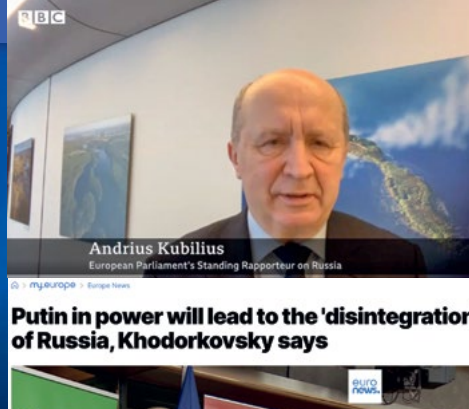 BBC
Andrius Kubilius
European Parliament's Standing Rapporteur on Russia
my.europe > Europe News
Putin in power will lead to the 'disintegration
of Russia, Khodorkovsky says
euro
news.